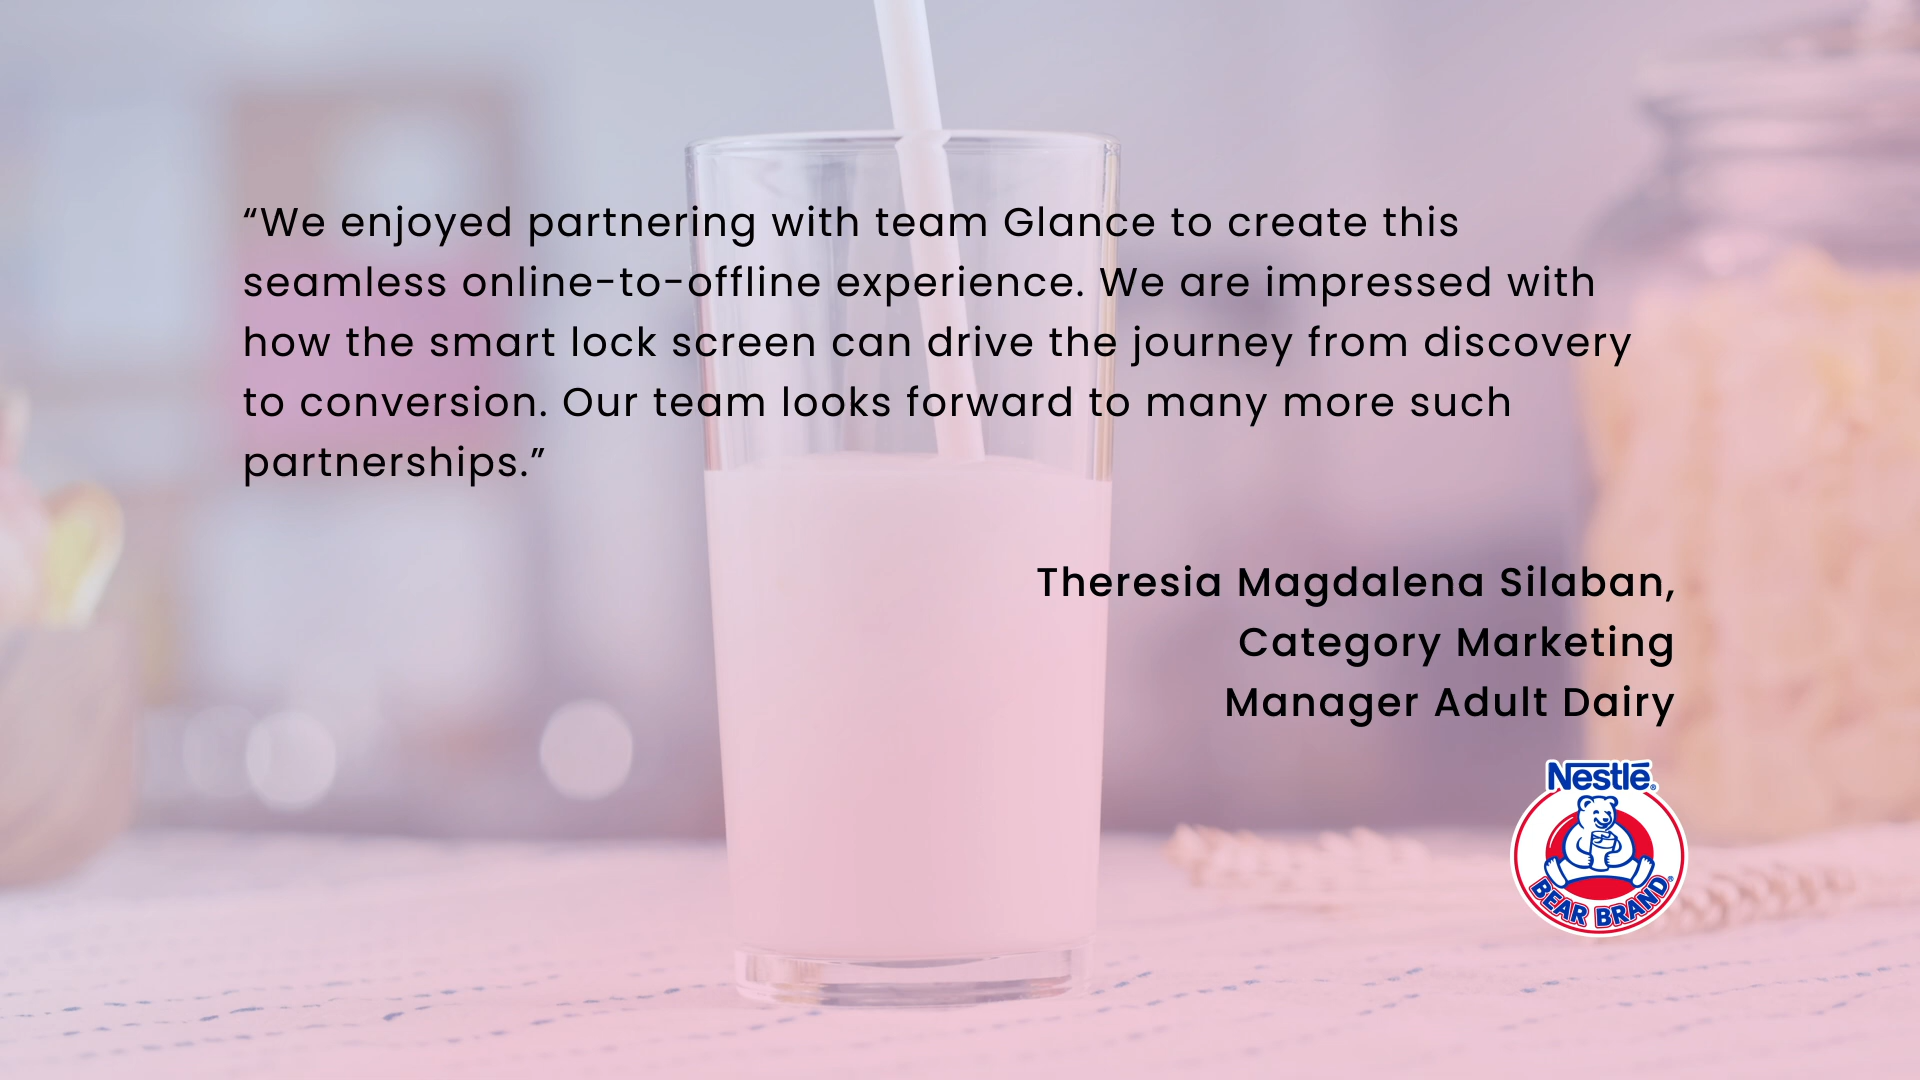 “We enjoyed partnering with team Glance to create this
seamless online-to-offline experience. We are impressed with
how the smart lock screen can drive the journey from discovery
to conversion. Our team looks forward to many more such
partnerships.”
Theresia Magdalena Silaban,
Category Marketing
Manager Adult Dairy
Nestlé®
BEAR BRAND®